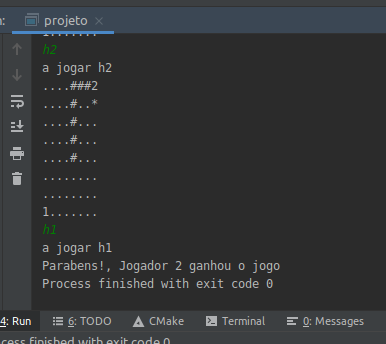 n: projeto ×
1.......
h2
a jogar h2
....###2
....#..*
....#...
....#...
....#...
........
........
1.......
h1
a jogar h1
Parabens!, Jogador 2 ganhou o jogo
Process finished with exit code 0
4: Run 6: TODO CMake Terminal 0: Messages
cess finished with exit code 0